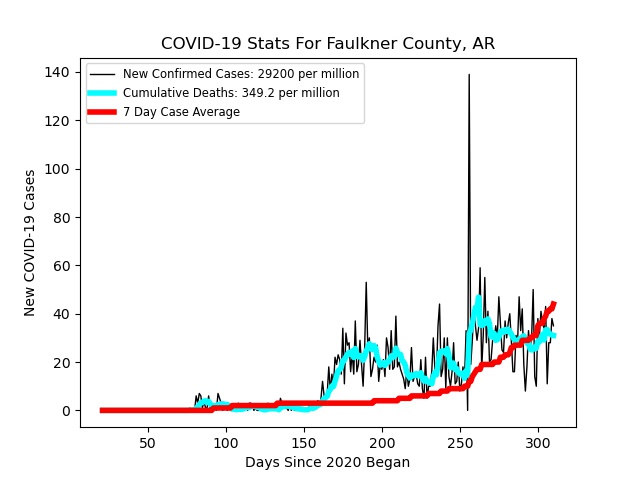 COVID-19 Stats For Faulkner County, AR
New Confirmed Cases: 29200 per million
Cumulative Deaths: 349.2 per million
7 Day Case Average
New COVID-19 Cases
140
120
100
80
60
40
20
0
50 100 150 200 250 300
Days Since 2020 Began